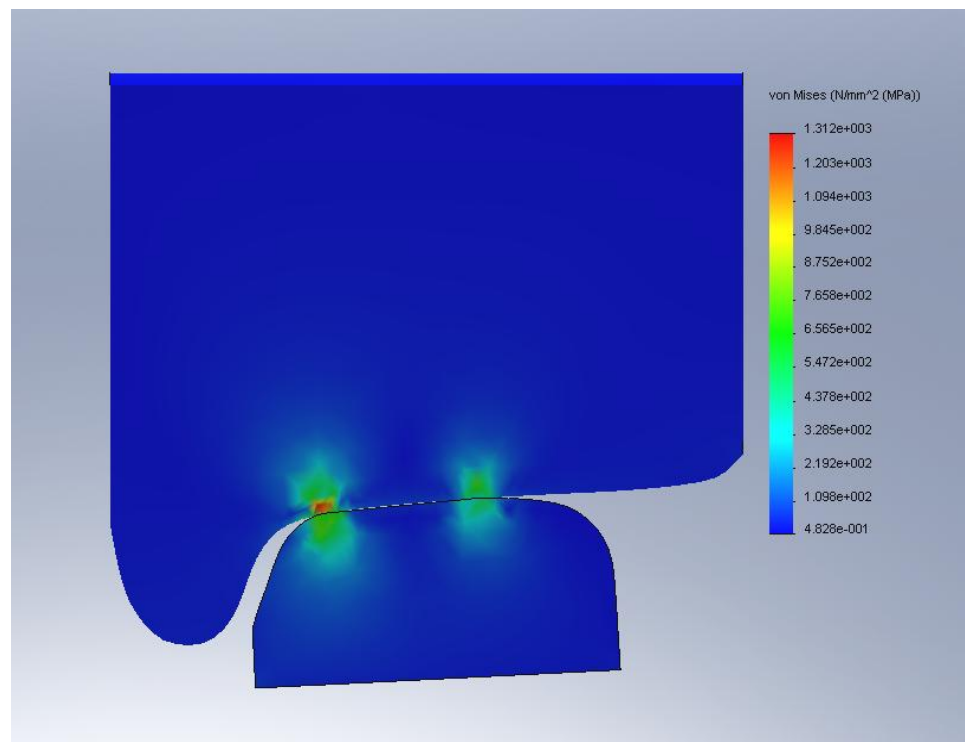 von Mises (N/mm^2 (MPa))
1.312e+003
1.203e+003
1.094e+003
9.845e+002
8.752e+002
7.658e+002
6.565e+002
5.472e+002
4.378e+002
3.285e+002
2.192e+002
1.098e+002
4.828e-001